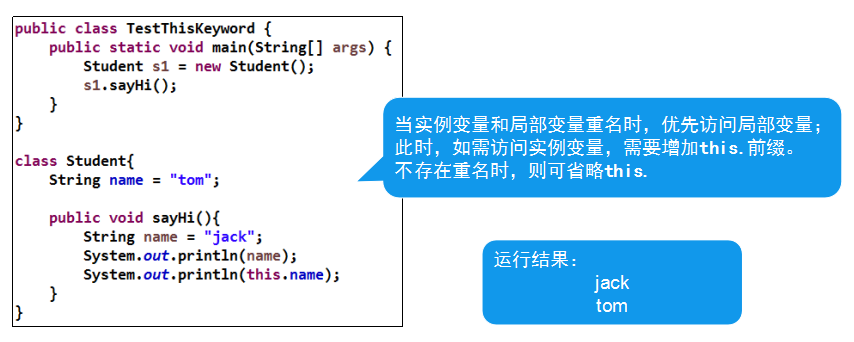 public class TestThisKeyword {
    public static void main(String[] args) {
        Student s1 = new Student();
        s1.sayHi();
    }
}
class Student{
    String name = "tom";
    public void sayHi(){
        String name = "jack";
        System.out.println(name);
        System.out.println(this.name);
    }
}
当实例变量和局部变量重名时，优先访问局部变量；
此时，如需访问实例变量，需要增加this.前缀。
不存在重名时，则可省略this.
运行结果：
jack
tom